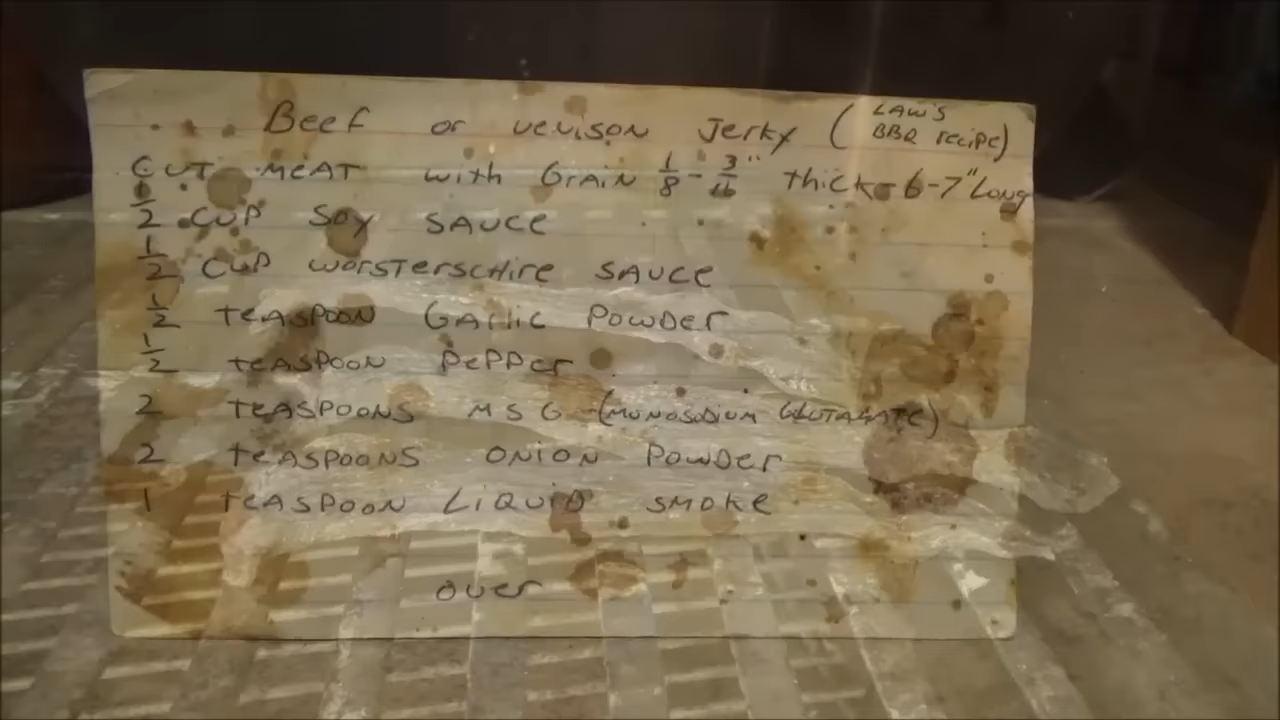 Beef or venison Jerky (LAW'S
BBQ recipe)
CUT MEAT with Grain 1/8 - 3/16" thick - 6-7" Long
1/2 CUP Soy SAUCE
1/2 CUP WORSTERSCHIRE SAUCE
1/2 TEASPOON GArlic POWDER
1/2 TEASPOON PEPPER
2 TEASPOONS MSG - (MONOSODIUM GLUTAMATE)
2 TEASPOONS ONION POWDER
1 TEASPOON LIQUID SMOKE
over